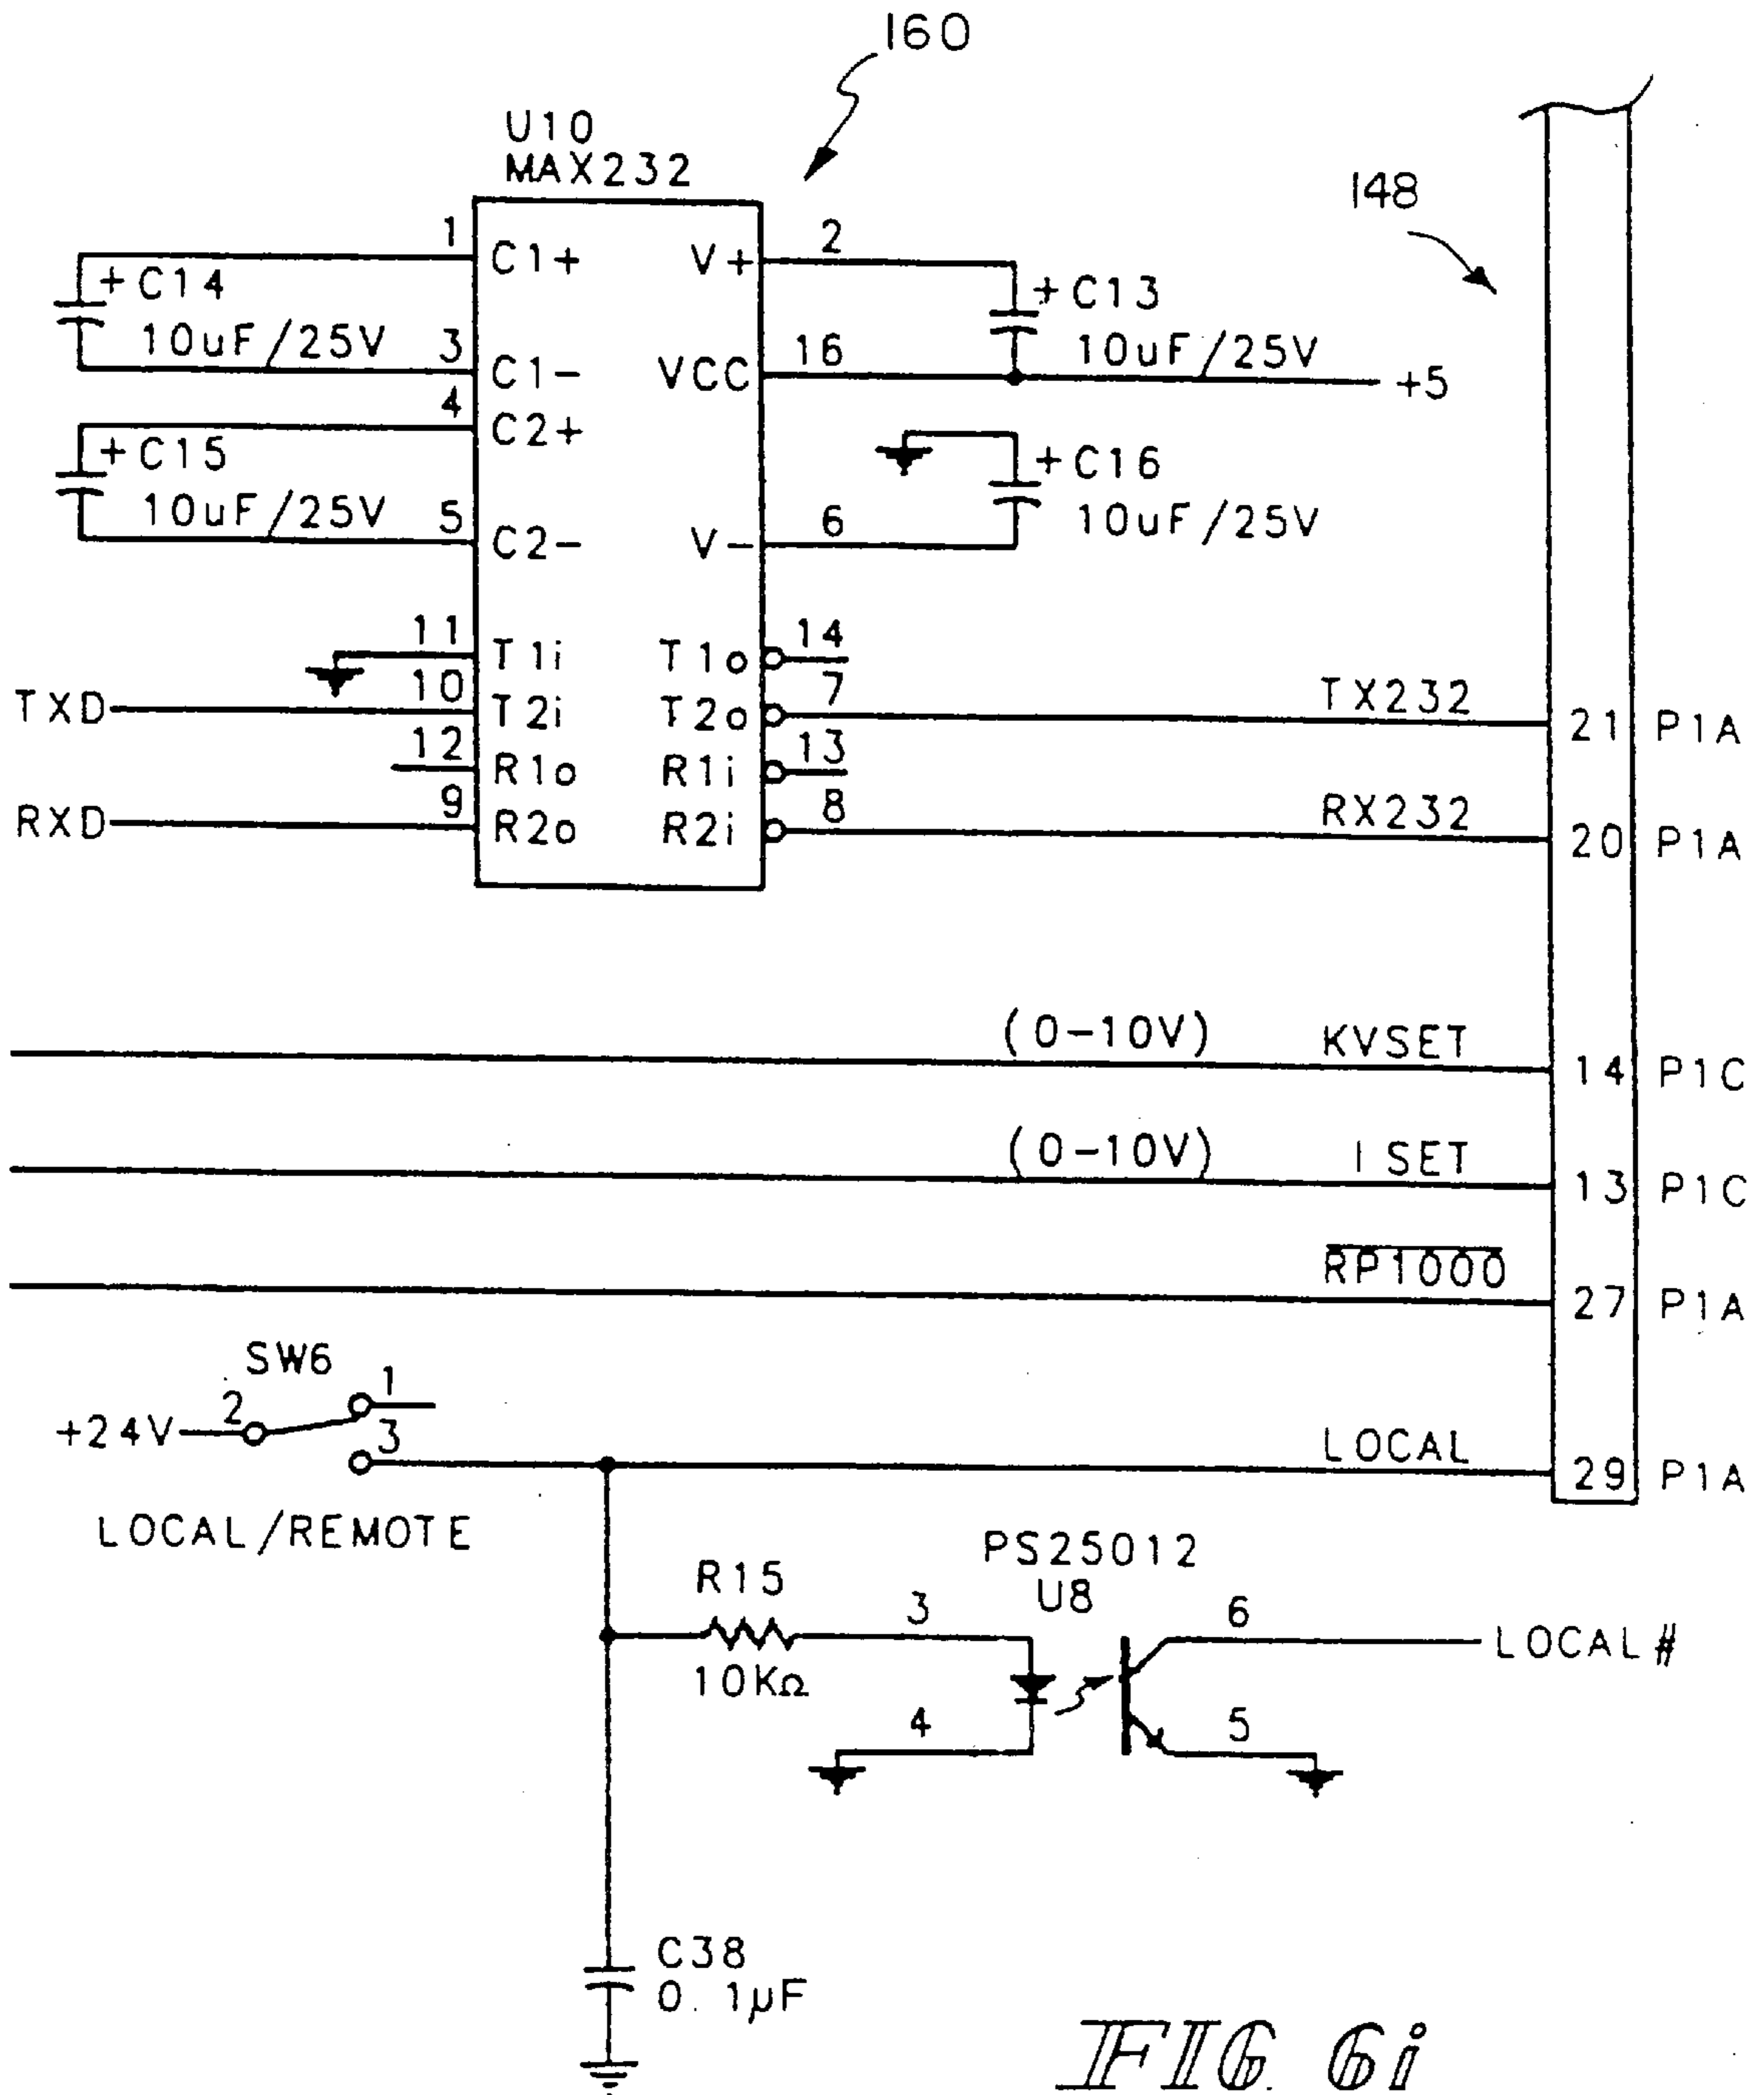 160
U10
MAX232
148
1 C1+ V+ 2
+ C14
10uF/25V
+ C13
10uF/25V
3 C1- VCC 16 +5
4 C2+
+ C15
10uF/25V
+ C16
10uF/25V
5 C2- V- 6
11 T1i T1o 14
TXD 10 T2i T2o 7 TX232 21 P1A
12 R1o R1i 13
RXD 9 R2o R2i 8 RX232 20 P1A
(0-10V) KVSET 14 P1C
(0-10V) I SET 13 P1C
RP1000 27 P1A
SW6
+24V 2 1
3 LOCAL 29 P1A
LOCAL/REMOTE
PS25012
U8
R15 3 6 LOCAL#
10KΩ
4 5
C38
0.1µF
FIG. 6i